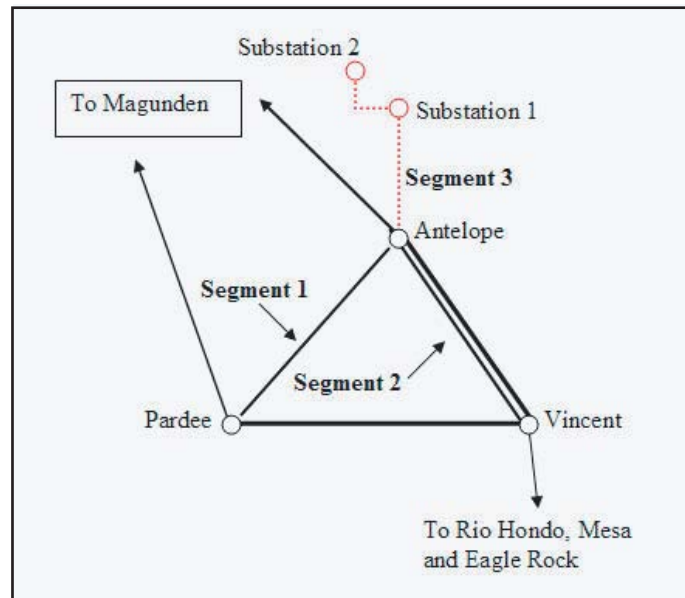 Substation 2
To Magunden
Substation 1
Segment 3
Antelope
Segment 1
Segment 2
Pardee
Vincent
To Rio Hondo, Mesa
and Eagle Rock